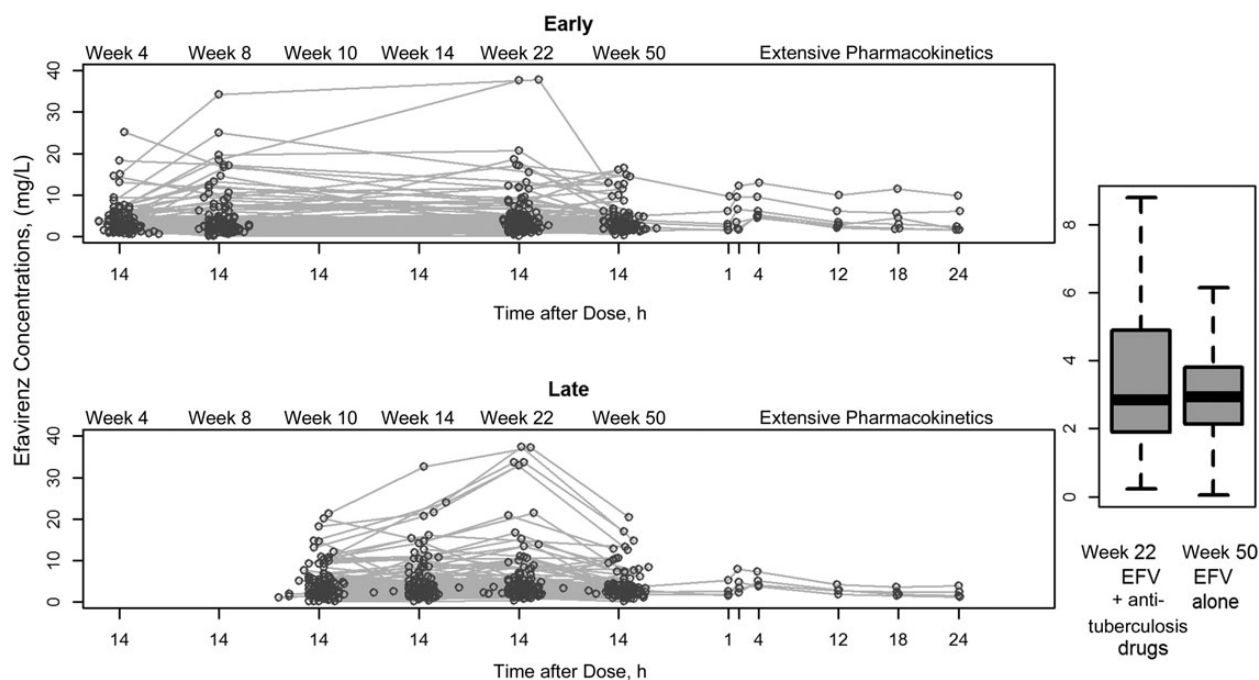 Early
Week 4 Week 8 Week 10 Week 14 Week 22 Week 50 Extensive Pharmacokinetics
40
30
20
10
0
14 14 14 14 14 14 1 4 12 18 24
Time after Dose, h
Efavirenz Concentrations, (mg/L)
Late
Week 4 Week 8 Week 10 Week 14 Week 22 Week 50 Extensive Pharmacokinetics
40
30
20
10
0
14 14 14 14 14 14 1 4 12 18 24
Time after Dose, h
8
6
4
2
0
Week 22 Week 50
EFV EFV
+ anti- alone
tuberculosis
drugs